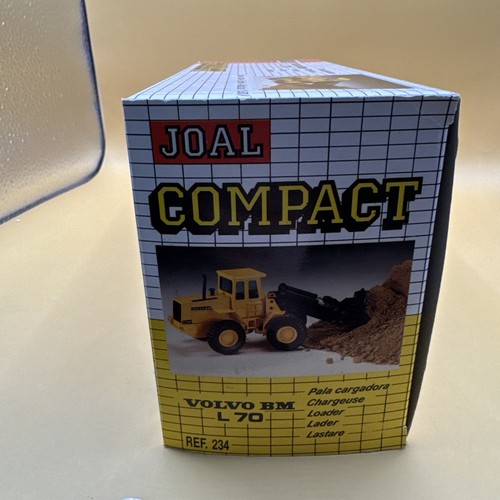 JOAL
COMPACT
VOLVO BM
L 70
REF. 234
Pala cargadora
Chargeuse
Loader
Lader
Lastare